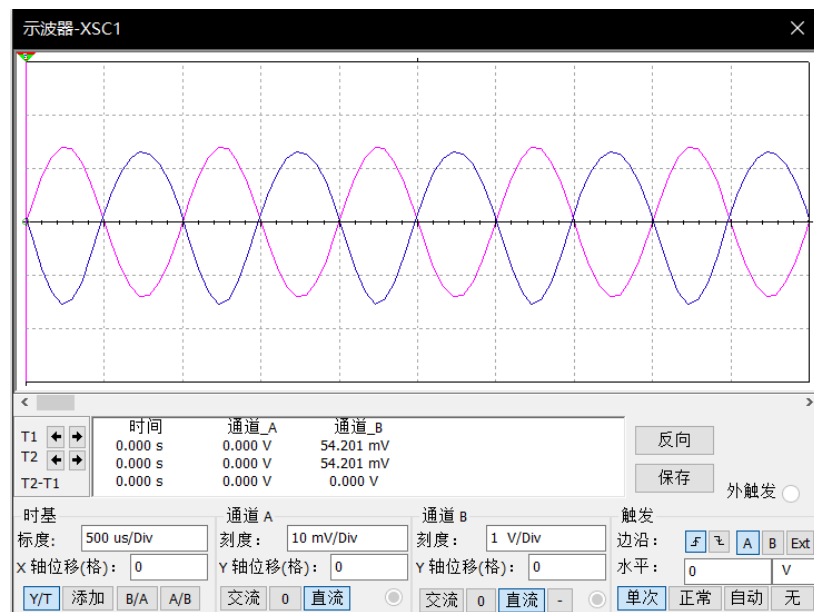 示波器-XSC1
时间 通道_A 通道_B
T1 0.000 s 0.000 V 54.201 mV
T2 0.000 s 0.000 V 54.201 mV
T2-T1 0.000 s 0.000 V 0.000 V
反向
保存
外触发
时基
标度: 500 us/Div
X 轴位移(格): 0
Y/T 添加 B/A A/B
通道 A
刻度: 10 mV/Div
Y 轴位移(格): 0
交流 0 直流
通道 B
刻度: 1 V/Div
Y 轴位移(格): 0
交流 0 直流 -
触发
边沿: A B Ext
水平: 0 V
单次 正常 自动 无